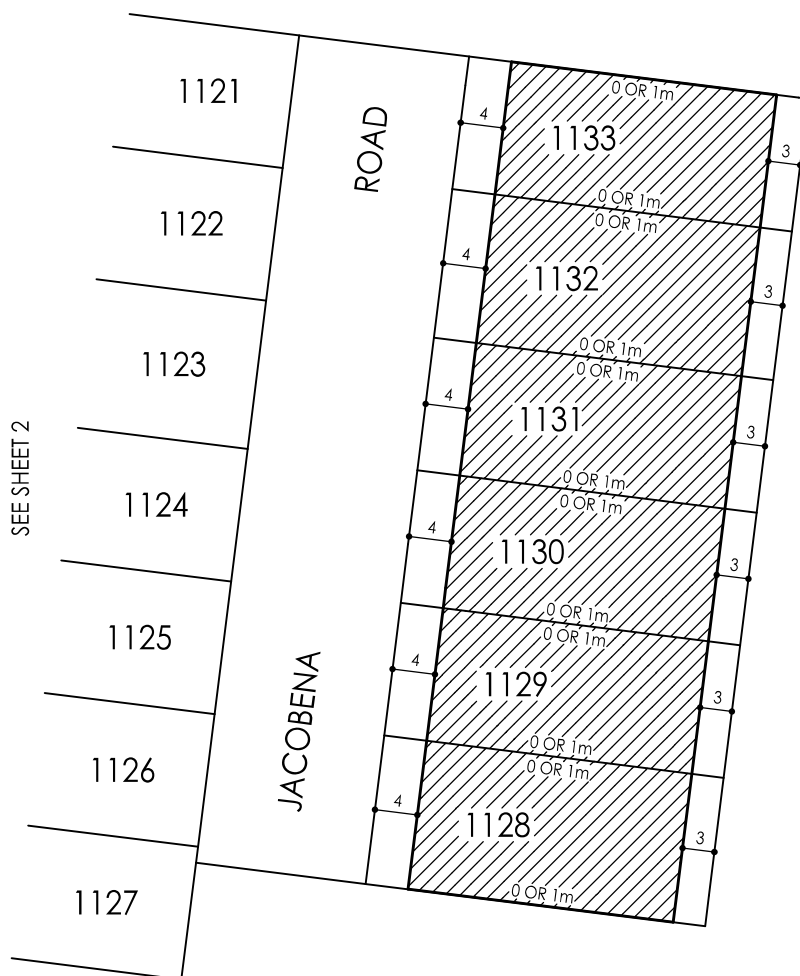 1121
1122
1123
1124
1125
1126
1127
SEE SHEET 2
JACOBENA ROAD
0 OR 1m
4
1133
3
0 OR 1m
0 OR 1m
4
1132
3
0 OR 1m
0 OR 1m
4
1131
3
0 OR 1m
0 OR 1m
4
1130
3
0 OR 1m
0 OR 1m
4
1129
3
0 OR 1m
0 OR 1m
4
1128
3
0 OR 1m